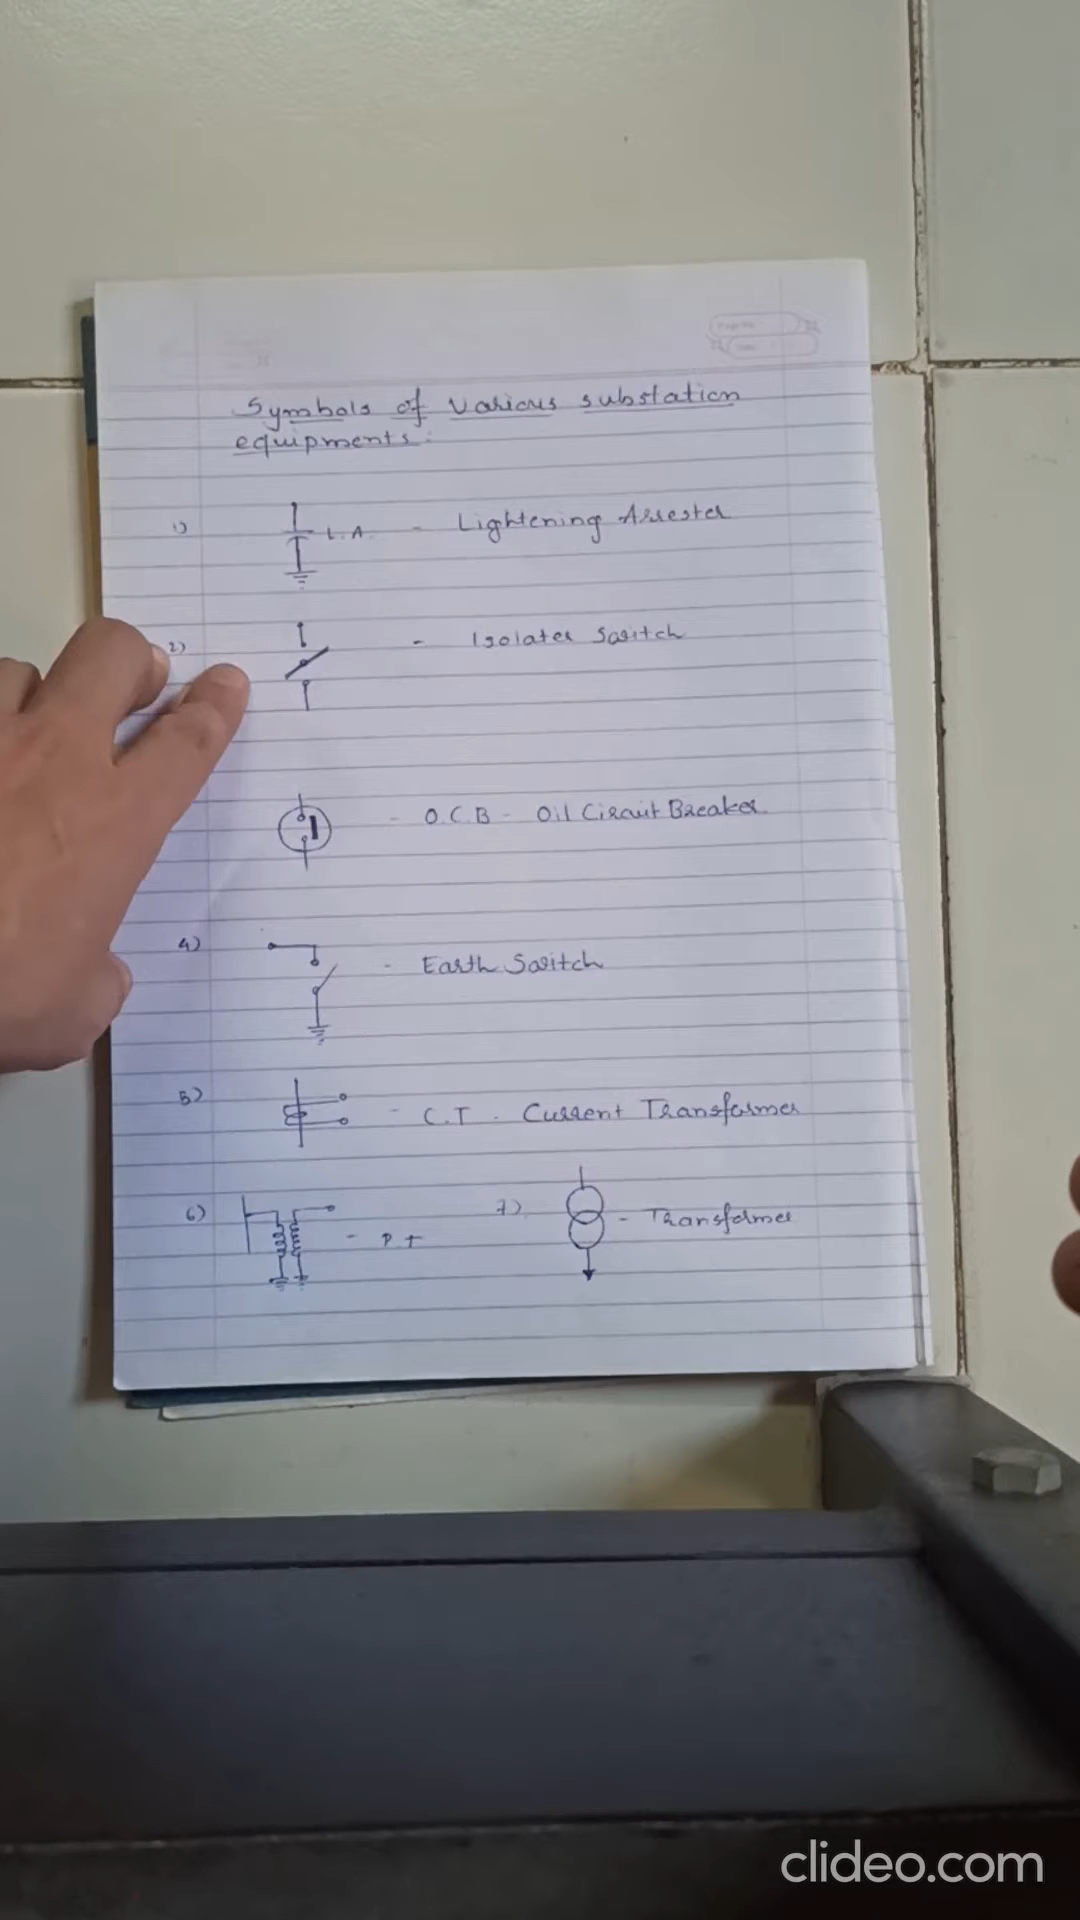 Symbols of various substation
equipments:
1) L.A. - Lightening Arrester
2) - Isolater Switch
- O.C.B - Oil Circuit Breaker
4) - Earth Switch
5) - C.T. Current Transformer
6) - P T 7) - Transformer
clideo.com